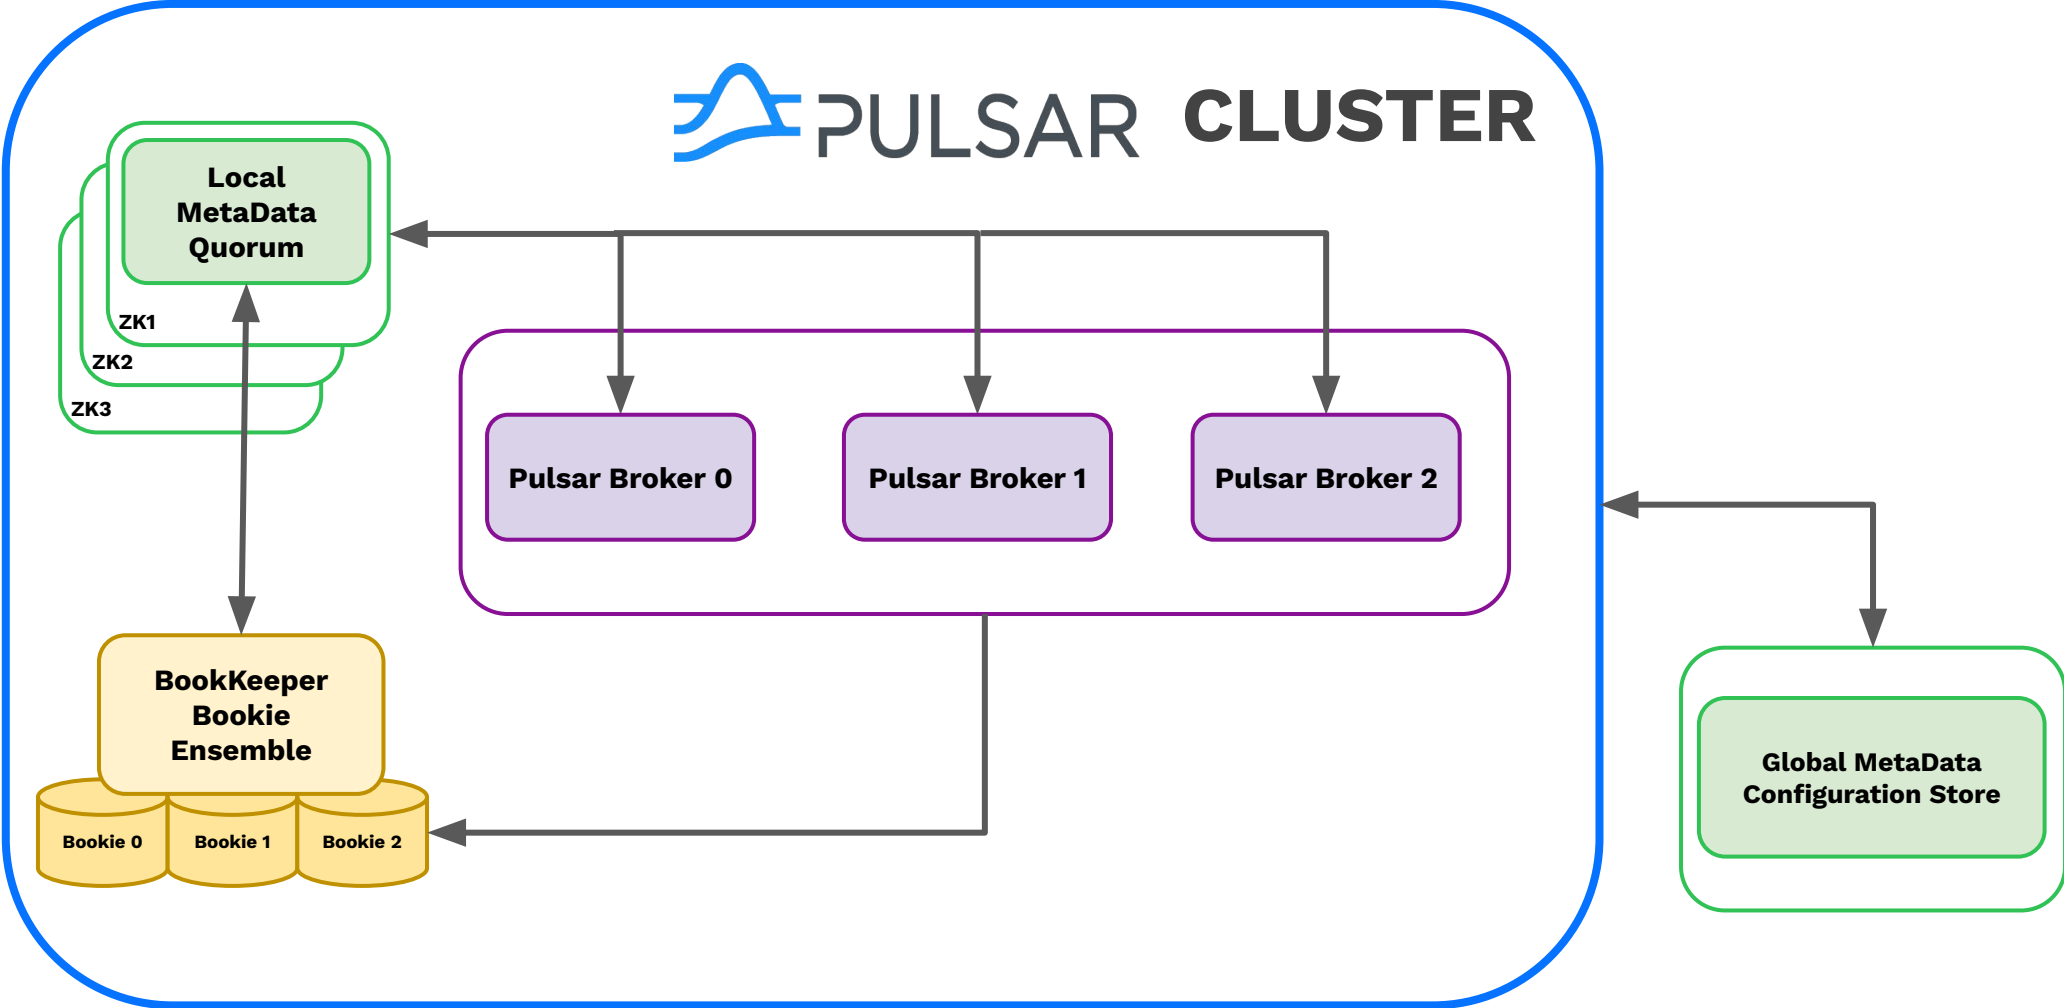 PULSAR CLUSTER
Local
MetaData
Quorum
ZK1
ZK2
ZK3
Pulsar Broker 0
Pulsar Broker 1
Pulsar Broker 2
BookKeeper
Bookie
Ensemble
Bookie 0
Bookie 1
Bookie 2
Global MetaData
Configuration Store